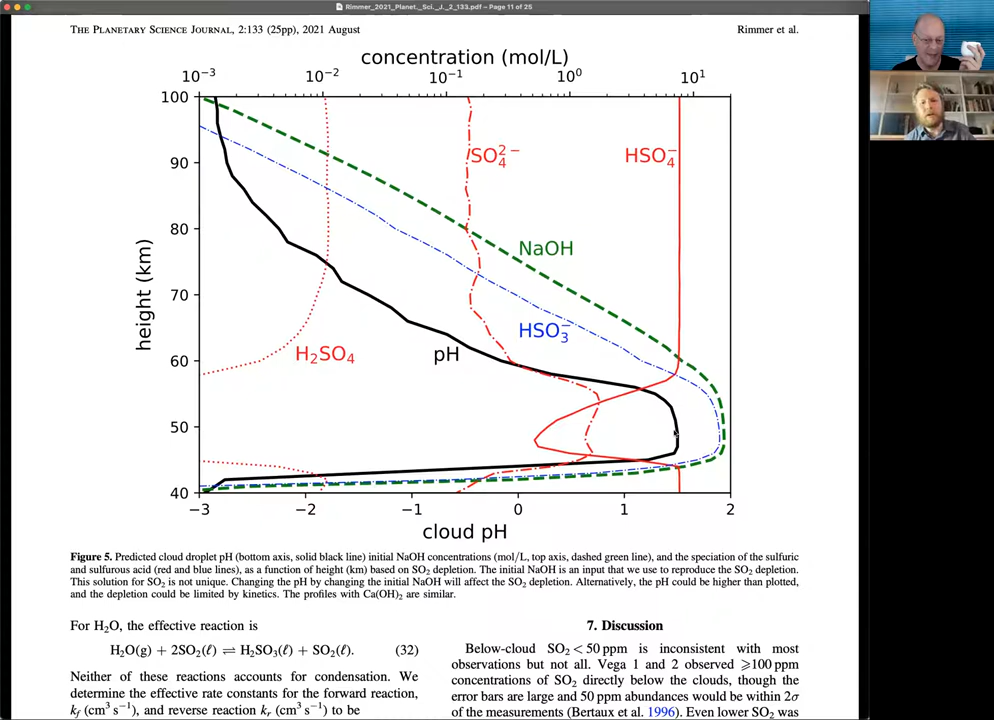 Rimmer_2021_Planet._Sci._J._2_133.pdf – Page 11 of 25
THE PLANETARY SCIENCE JOURNAL, 2:133 (25pp), 2021 August
Rimmer et al.
concentration (mol/L)
10⁻³ 10⁻² 10⁻¹ 10⁰ 10¹
100
90
80
70
60
50
40
height (km)
SO₄²⁻
HSO₄⁻
NaOH
HSO₃⁻
H₂SO₄
pH
−3 −2 −1 0 1 2
cloud pH
Figure 5. Predicted cloud droplet pH (bottom axis, solid black line) initial NaOH concentrations (mol/L, top axis, dashed green line), and the speciation of the sulfuric
and sulfurous acid (red and blue lines), as a function of height (km) based on SO₂ depletion. The initial NaOH is an input that we use to reproduce the SO₂ depletion.
This solution for SO₂ is not unique. Changing the pH by changing the initial NaOH will affect the SO₂ depletion. Alternatively, the pH could be higher than plotted,
and the depletion could be limited by kinetics. The profiles with Ca(OH)₂ are similar.
For H₂O, the effective reaction is
H₂O(g) + 2SO₂(ℓ) ⇌ H₂SO₃(ℓ) + SO₂(ℓ). (32)
Neither of these reactions accounts for condensation. We
determine the effective rate constants for the forward reaction,
k_f (cm³ s⁻¹), and reverse reaction k_r (cm³ s⁻¹) to be
7. Discussion
Below-cloud SO₂ < 50 ppm is inconsistent with most
observations but not all. Vega 1 and 2 observed ⩾100 ppm
concentrations of SO₂ directly below the clouds, though the
error bars are large and 50 ppm abundances would be within 2σ
of the measurements (Bertaux et al. 1996). Even lower SO₂ was